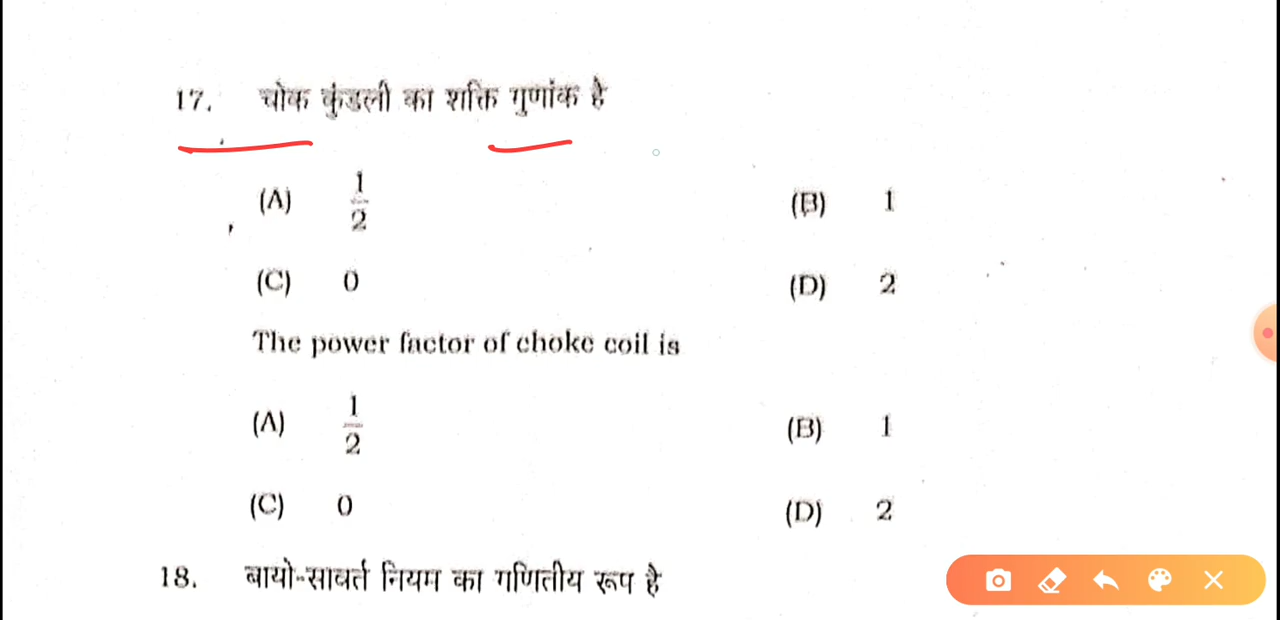 17. चोक कुंडली का शक्ति गुणांक है
(A) 1/2 (B) 1
(C) 0 (D) 2
The power factor of choke coil is
(A) 1/2 (B) 1
(C) 0 (D) 2
18. बायो-सावर्त नियम का गणितीय रूप है